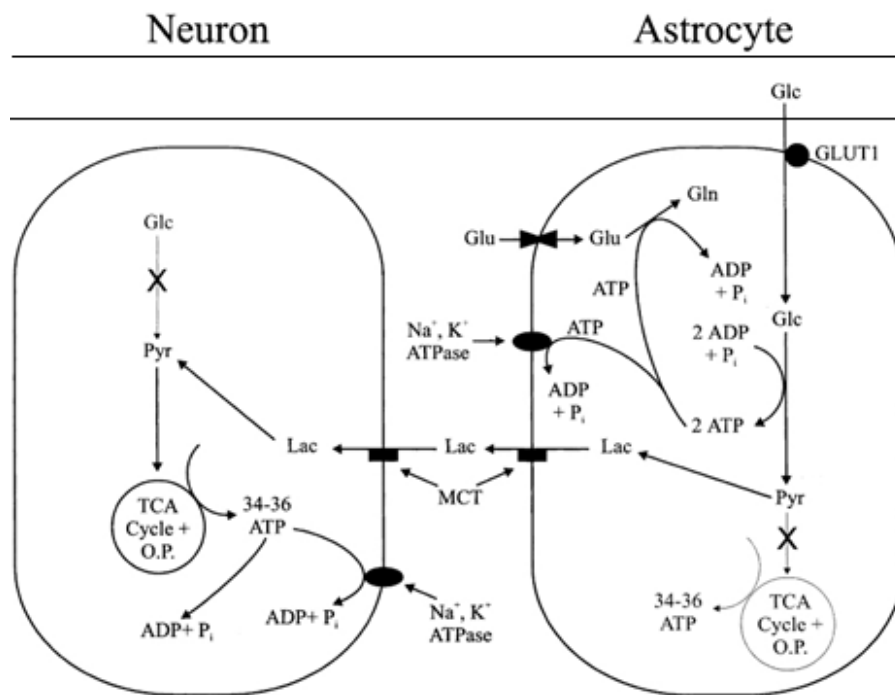 Neuron
Astrocyte
Glc
GLUT1
Glc
X
Pyr
TCA
Cycle +
O.P.
34-36
ATP
ADP+ Pᵢ
ADP+ Pᵢ
Lac
Lac
Lac
MCT
Na⁺, K⁺
ATPase
Na⁺, K⁺
ATPase
Glu
Glu
Gln
ATP
ADP
+ Pᵢ
ATP
ADP
+ Pᵢ
Glc
2 ADP
+ Pᵢ
2 ATP
Pyr
X
34-36
ATP
TCA
Cycle +
O.P.